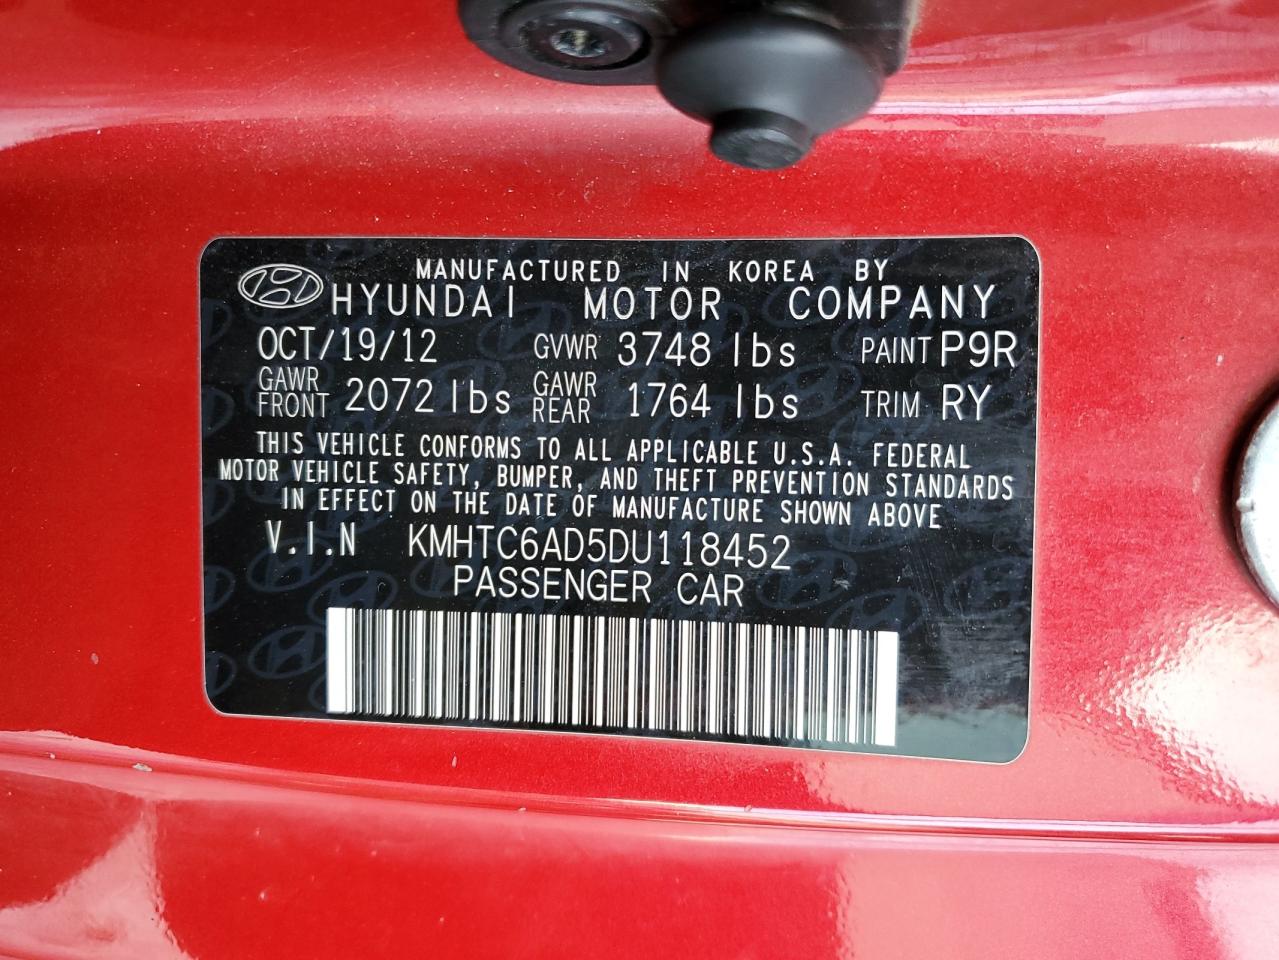 MANUFACTURED IN KOREA BY
HYUNDAI MOTOR COMPANY
OCT/19/12 GVWR 3748 lbs PAINT P9R
GAWR FRONT 2072 lbs GAWR REAR 1764 lbs TRIM RY
THIS VEHICLE CONFORMS TO ALL APPLICABLE U.S.A. FEDERAL
MOTOR VEHICLE SAFETY, BUMPER, AND THEFT PREVENTION STANDARDS
IN EFFECT ON THE DATE OF MANUFACTURE SHOWN ABOVE
V.I.N KMHTC6AD5DU118452
PASSENGER CAR